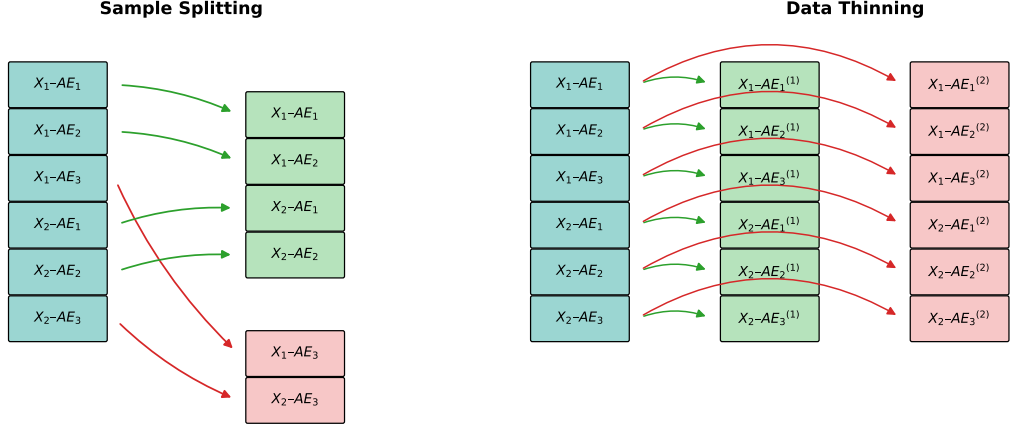 Sample Splitting
X₁–AE₁
X₁–AE₂
X₁–AE₃
X₂–AE₁
X₂–AE₂
X₂–AE₃
X₁–AE₁
X₁–AE₂
X₂–AE₁
X₂–AE₂
X₁–AE₃
X₂–AE₃
Data Thinning
X₁–AE₁
X₁–AE₂
X₁–AE₃
X₂–AE₁
X₂–AE₂
X₂–AE₃
X₁–AE₁⁽¹⁾
X₁–AE₂⁽¹⁾
X₁–AE₃⁽¹⁾
X₂–AE₁⁽¹⁾
X₂–AE₂⁽¹⁾
X₂–AE₃⁽¹⁾
X₁–AE₁⁽²⁾
X₁–AE₂⁽²⁾
X₁–AE₃⁽²⁾
X₂–AE₁⁽²⁾
X₂–AE₂⁽²⁾
X₂–AE₃⁽²⁾